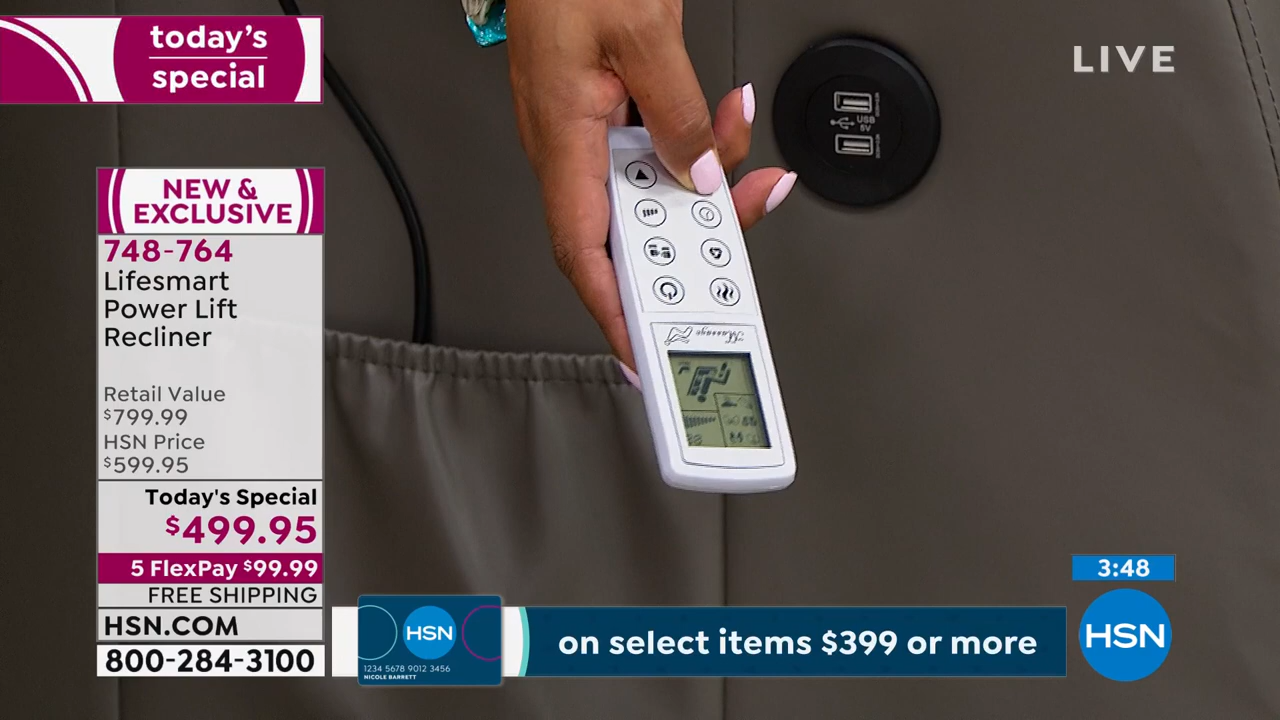 today's
special
LIVE
NEW &
EXCLUSIVE
748-764
Lifesmart
Power Lift
Recliner
Retail Value
$799.99
HSN Price
$599.95
Today's Special
$499.95
5 FlexPay $99.99
FREE SHIPPING
HSN.COM
800-284-3100
USB
5V
Massage
HSN
1234 5678 9012 3456
NICOLE BARRETT
on select items $399 or more
3:48
HSN